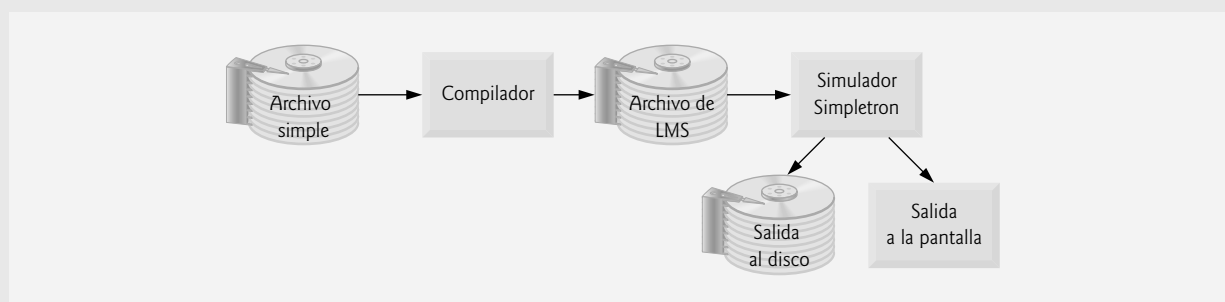 Archivo
simple
Compilador
Archivo de
LMS
Simulador
Simpletron
Salida
al disco
Salida
a la pantalla